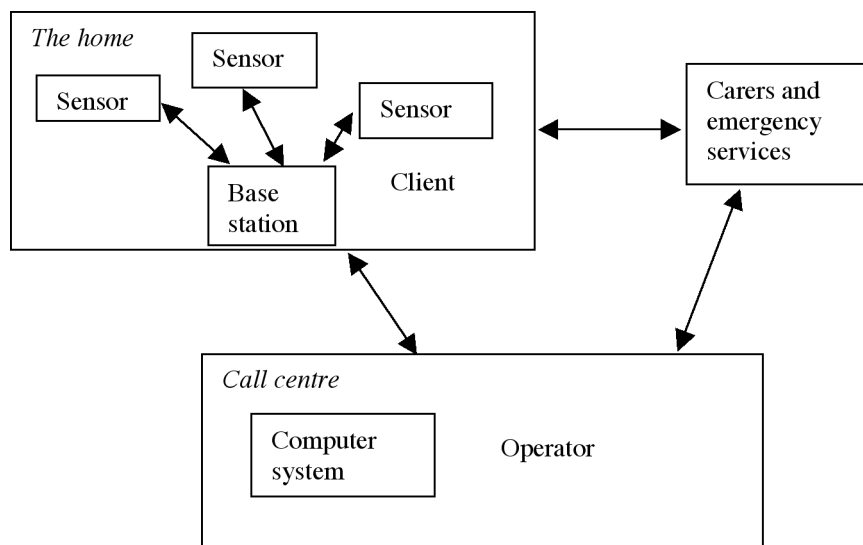 The home
Sensor
Sensor
Sensor
Client
Base
station
Carers and
emergency
services
Call centre
Computer
system
Operator